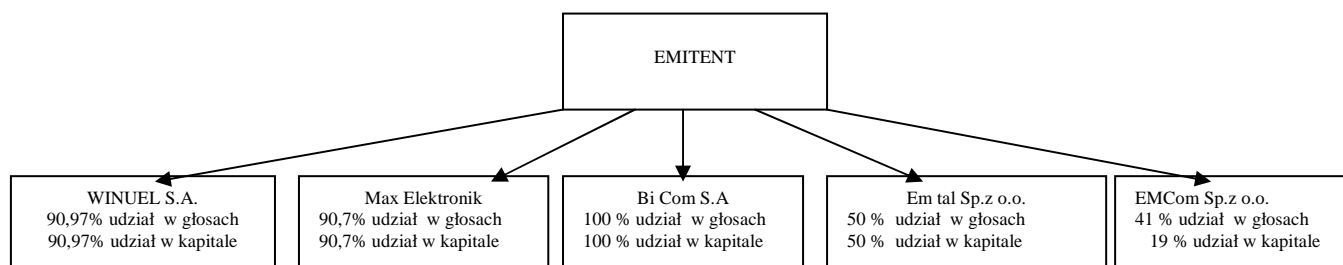 EMITENT
WINUEL S.A.
90,97% udział w głosach
90,97% udział w kapitale
Max Elektronik
90,7% udział w głosach
90,7% udział w kapitale
Bi Com S.A
100 % udział w głosach
100 % udział w kapitale
Em tal Sp.z o.o.
50 % udział w głosach
50 % udział w kapitale
EMCom Sp.z o.o.
41 % udział w głosach
19 % udział w kapitale